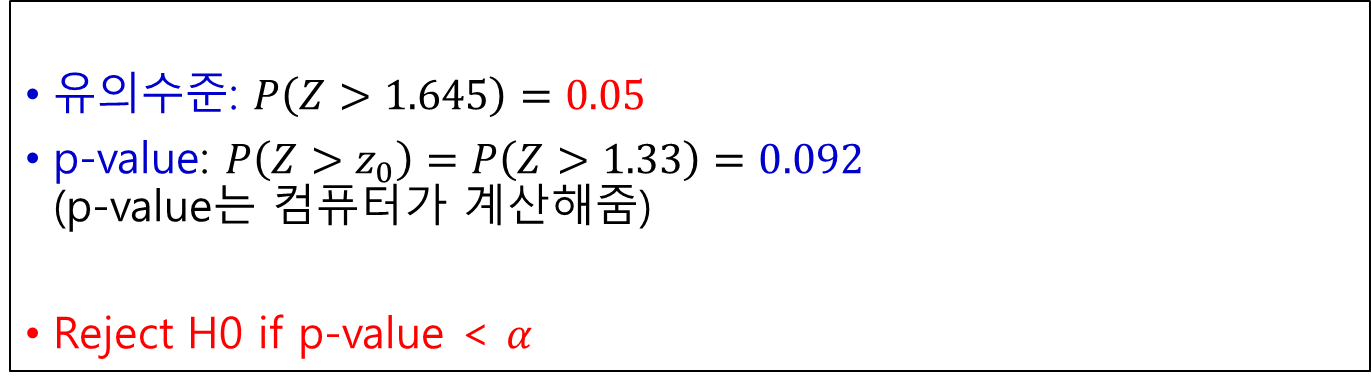 • 유의수준: P(Z > 1.645) = 0.05
• p-value: P(Z > z₀) = P(Z > 1.33) = 0.092
(p-value는 컴퓨터가 계산해줌)
• Reject H0 if p-value < α